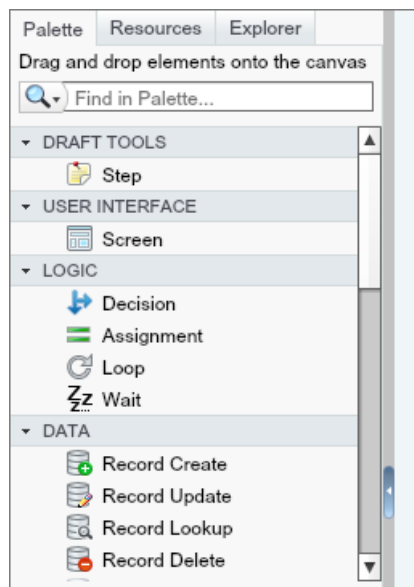 Palette Resources Explorer
Drag and drop elements onto the canvas
Find in Palette...
DRAFT TOOLS
Step
USER INTERFACE
Screen
LOGIC
Decision
Assignment
Loop
Zzz Wait
DATA
Record Create
Record Update
Record Lookup
Record Delete